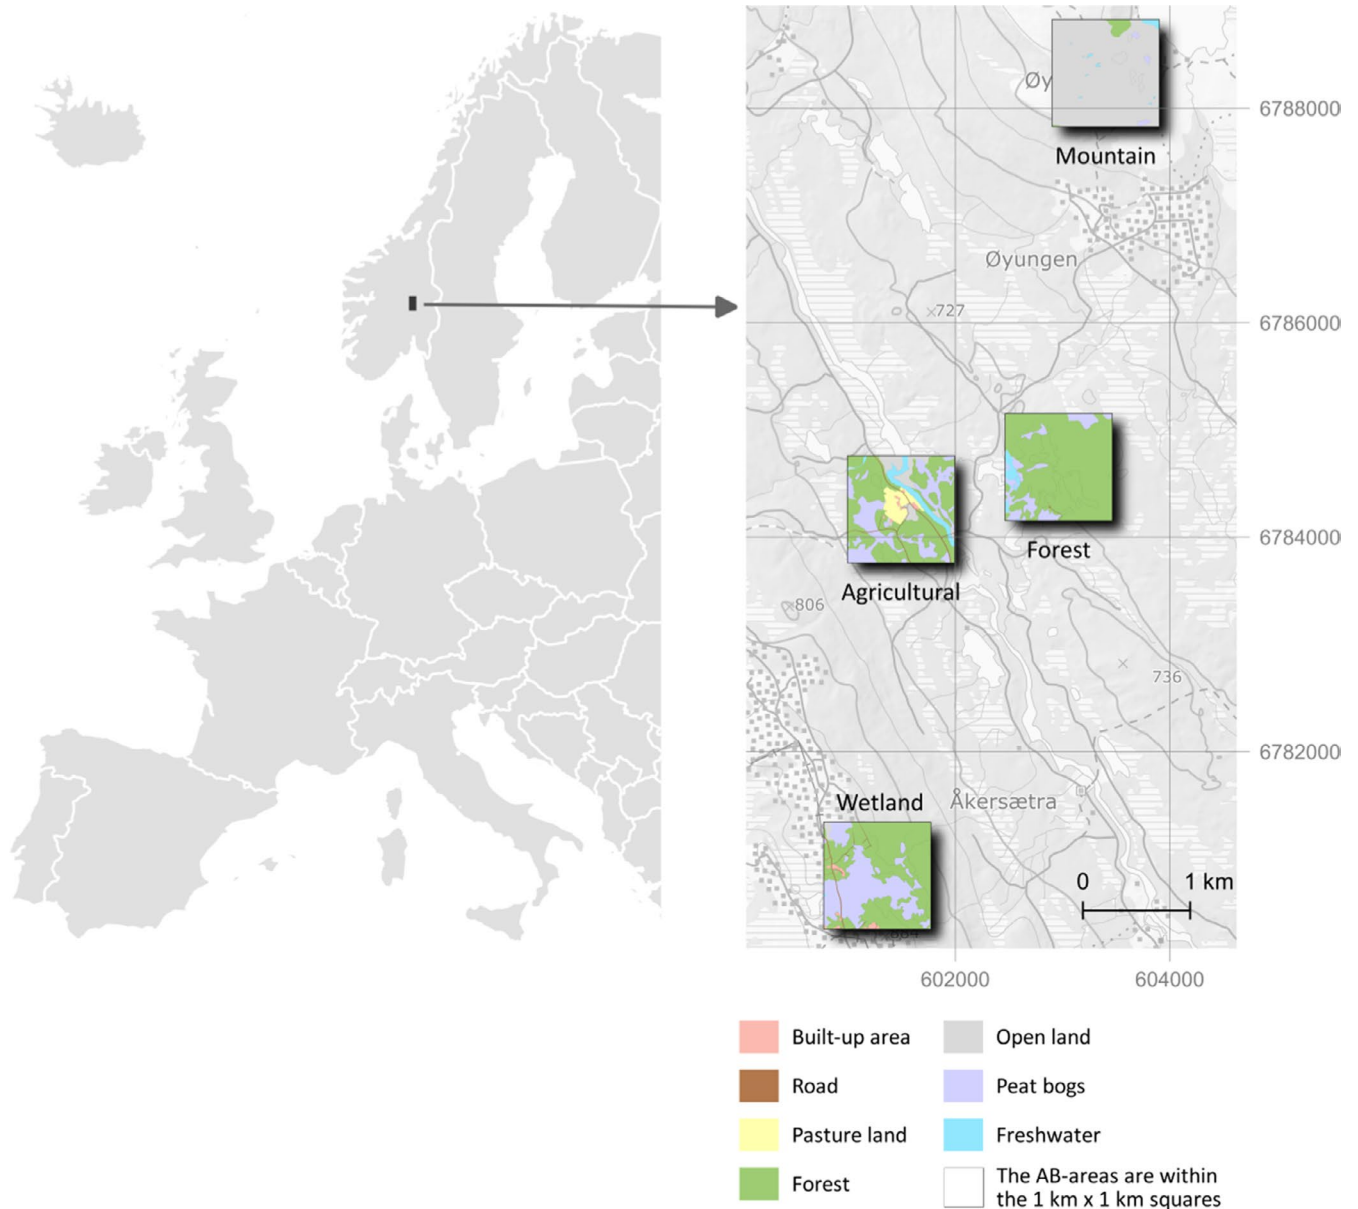 Øy
6788000
Mountain
Øyungen
727
6786000
Forest
6784000
Agricultural
806
736
6782000
Wetland
Åkersætra
0 1 km
602000 604000
Built-up area
Open land
Road
Peat bogs
Pasture land
Freshwater
Forest
The AB-areas are within
the 1 km x 1 km squares